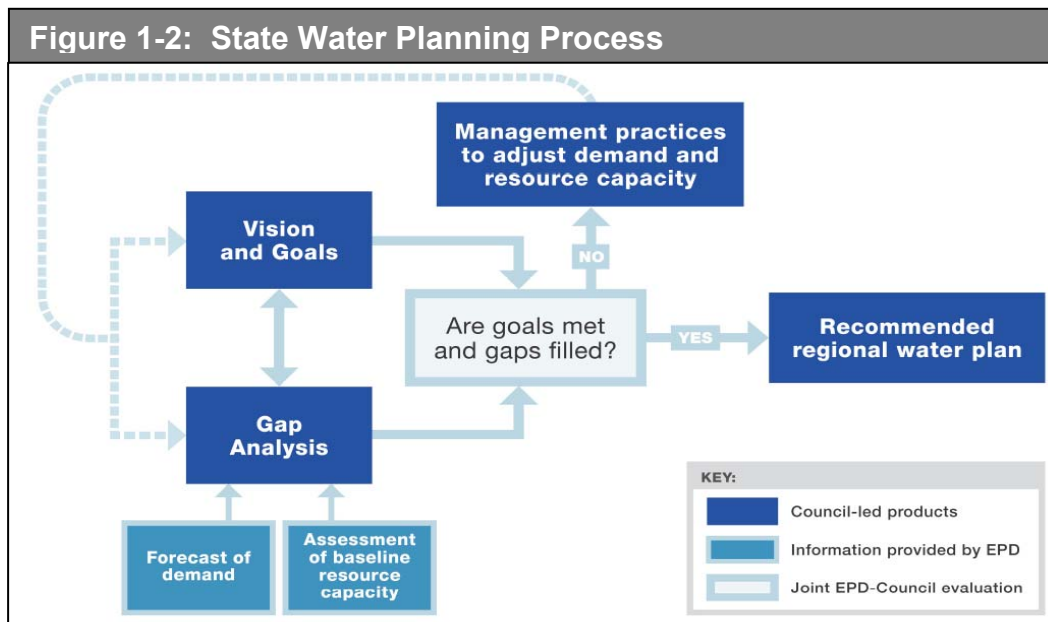 Figure 1-2: State Water Planning Process
Management practices
to adjust demand and
resource capacity
Vision
and Goals
NO
Are goals met
and gaps filled?
YES
Recommended
regional water plan
Gap
Analysis
Forecast of
demand
Assessment
of baseline
resource
capacity
KEY:
Council-led products
Information provided by EPD
Joint EPD-Council evaluation